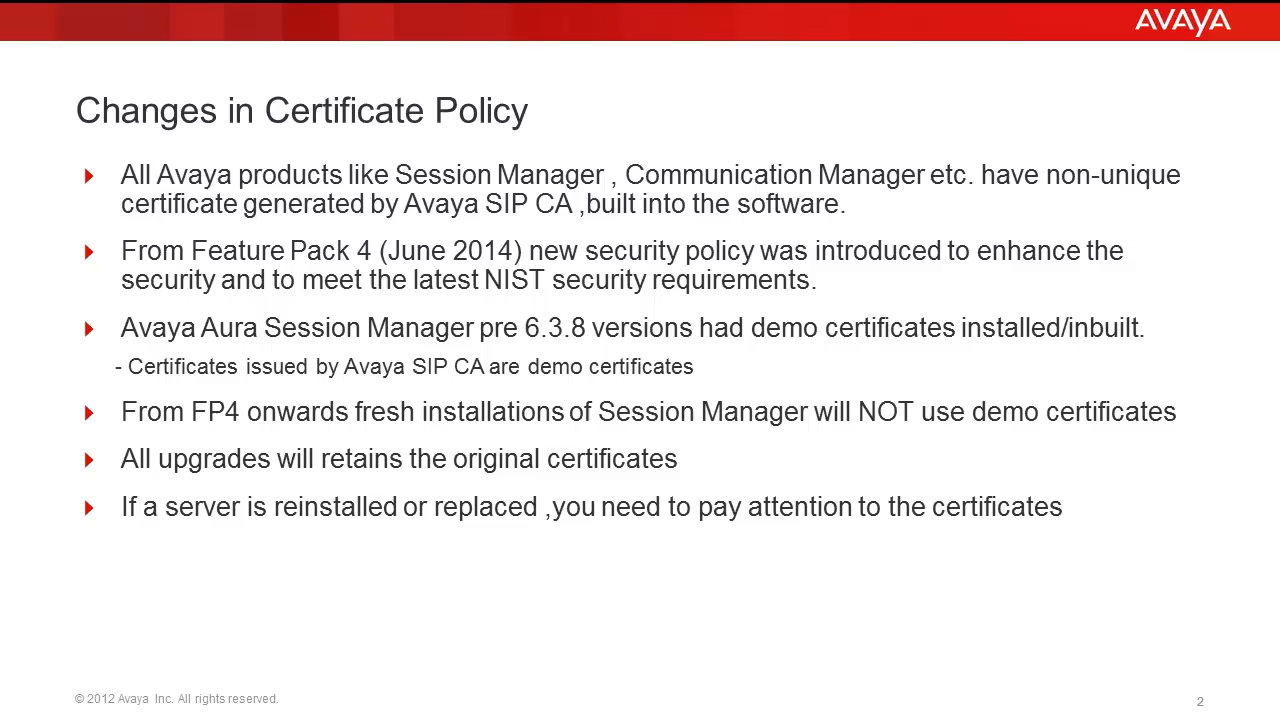 AVAYA
Changes in Certificate Policy
All Avaya products like Session Manager , Communication Manager etc. have non-unique
certificate generated by Avaya SIP CA ,built into the software.
From Feature Pack 4 (June 2014) new security policy was introduced to enhance the
security and to meet the latest NIST security requirements.
Avaya Aura Session Manager pre 6.3.8 versions had demo certificates installed/inbuilt.
- Certificates issued by Avaya SIP CA are demo certificates
From FP4 onwards fresh installations of Session Manager will NOT use demo certificates
All upgrades will retains the original certificates
If a server is reinstalled or replaced ,you need to pay attention to the certificates
© 2012 Avaya Inc. All rights reserved.
2